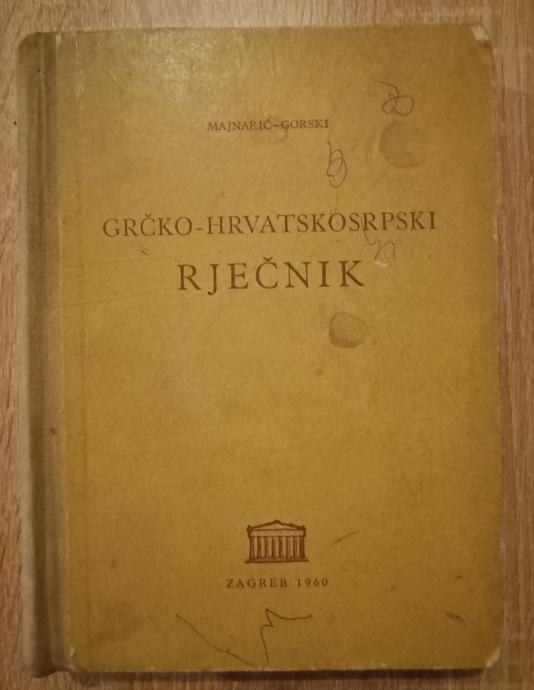 MAJNARIĆ-GORSKI
GRČKO-HRVATSKOSRPSKI
RJEČNIK
ZAGREB 1960